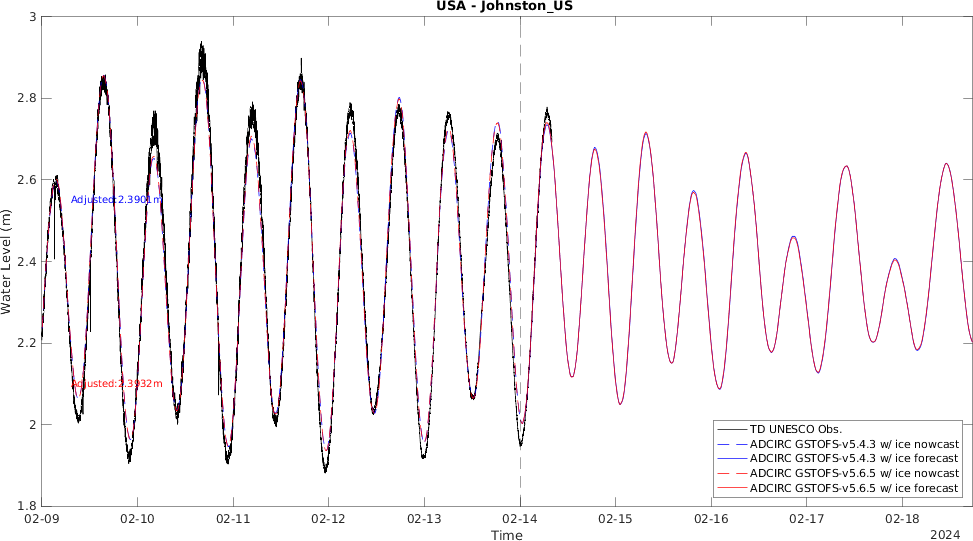 USA - Johnston_US
3
2.8
2.6
2.4
2.2
2
1.8
Water Level (m)
Adjusted:2.3901m
Adjusted:2.3932m
TD UNESCO Obs.
ADCIRC GSTOFS-v5.4.3 w/ ice nowcast
ADCIRC GSTOFS-v5.4.3 w/ ice forecast
ADCIRC GSTOFS-v5.6.5 w/ ice nowcast
ADCIRC GSTOFS-v5.6.5 w/ ice forecast
02-09 02-10 02-11 02-12 02-13 02-14 02-15 02-16 02-17 02-18
Time
2024